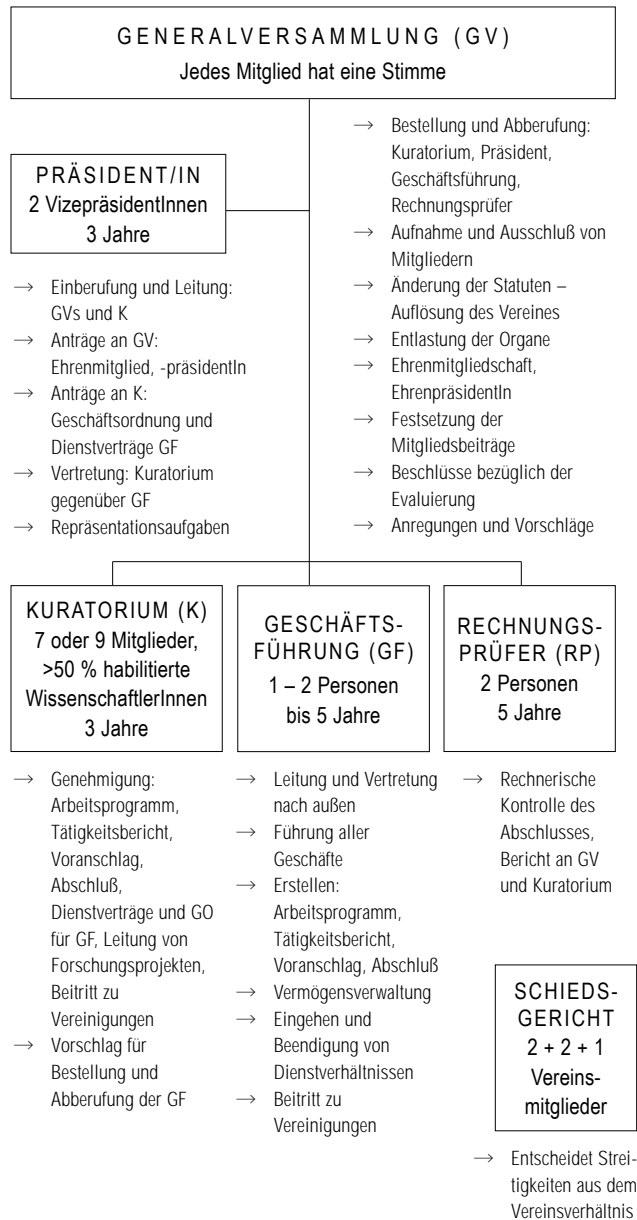 GENERALVERSAMMLUNG (GV)
Jedes Mitglied hat eine Stimme
PRÄSIDENT/IN
2 VizepräsidentInnen
3 Jahre
→ Einberufung und Leitung:
GVs und K
→ Anträge an GV:
Ehrenmitglied, -präsidentIn
→ Anträge an K:
Geschäftsordnung und
Dienstverträge GF
→ Vertretung: Kuratorium
gegenüber GF
→ Repräsentationsaufgaben
→ Bestellung und Abberufung:
Kuratorium, Präsident,
Geschäftsführung,
Rechnungsprüfer
→ Aufnahme und Ausschluß von
Mitgliedern
→ Änderung der Statuten –
Auflösung des Vereines
→ Entlastung der Organe
→ Ehrenmitgliedschaft,
EhrenpräsidentIn
→ Festsetzung der
Mitgliedsbeiträge
→ Beschlüsse bezüglich der
Evaluierung
→ Anregungen und Vorschläge
KURATORIUM (K)
7 oder 9 Mitglieder,
>50 % habilitierte
WissenschaftlerInnen
3 Jahre
→ Genehmigung:
Arbeitsprogramm,
Tätigkeitsbericht,
Voranschlag,
Abschluß,
Dienstverträge und GO
für GF, Leitung von
Forschungsprojekten,
Beitritt zu
Vereinigungen
→ Vorschlag für
Bestellung und
Abberufung der GF
GESCHÄFTS-
FÜHRUNG (GF)
1 – 2 Personen
bis 5 Jahre
→ Leitung und Vertretung
nach außen
→ Führung aller
Geschäfte
→ Erstellen:
Arbeitsprogramm,
Tätigkeitsbericht,
Voranschlag, Abschluß
→ Vermögensverwaltung
→ Eingehen und
Beendigung von
Dienstverhältnissen
→ Beitritt zu
Vereinigungen
RECHNUNGS-
PRÜFER (RP)
2 Personen
5 Jahre
→ Rechnerische
Kontrolle des
Abschlusses,
Bericht an GV
und Kuratorium
SCHIEDS-
GERICHT
2 + 2 + 1
Vereins-
mitglieder
→ Entscheidet Strei-
tigkeiten aus dem
Vereinsverhältnis